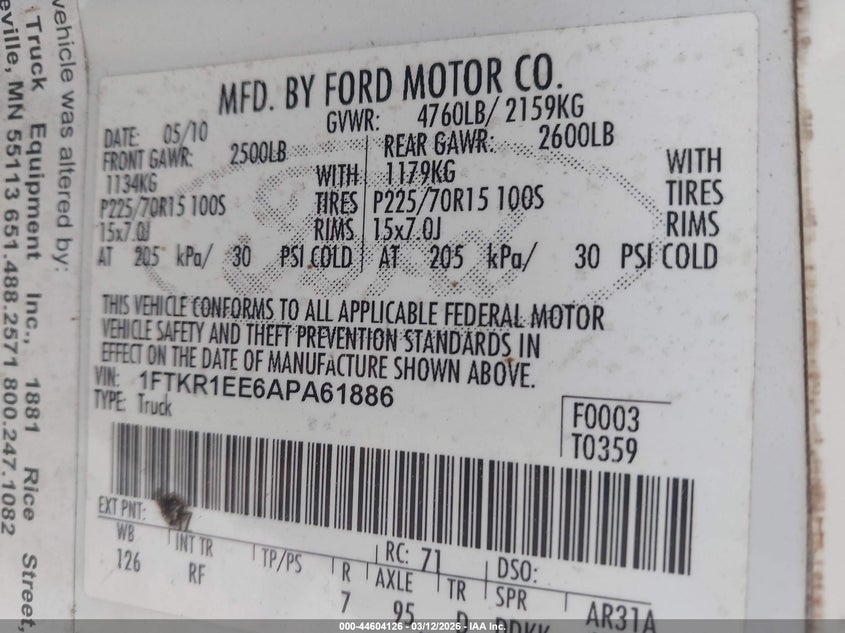 vehicle was altered by:
Truck Equipment Inc., 1881 Rice Street,
eville, MN 55113 651.488.2571 800.247.1082
MFD. BY FORD MOTOR CO.
DATE: 05/10 GVWR: 4760LB/ 2159KG
FRONT GAWR: 2500LB REAR GAWR: 2600LB
1134KG WITH 1179KG WITH
P225/70R15 100S TIRES P225/70R15 100S TIRES
15x7.0J RIMS 15x7.0J RIMS
AT 205 kPa/ 30 PSI COLD AT 205 kPa/ 30 PSI COLD
THIS VEHICLE CONFORMS TO ALL APPLICABLE FEDERAL MOTOR
VEHICLE SAFETY AND THEFT PREVENTION STANDARDS IN
EFFECT ON THE DATE OF MANUFACTURE SHOWN ABOVE.
VIN: 1FTKR1EE6APA61886
TYPE: Truck
F0003
T0359
EXT PNT: RC: 71 DSO:
WB INT TR TP/PS R AXLE TR SPR AR31A
126 RF 7 95
000-44604126 - 03/12/2026 - IAA Inc.